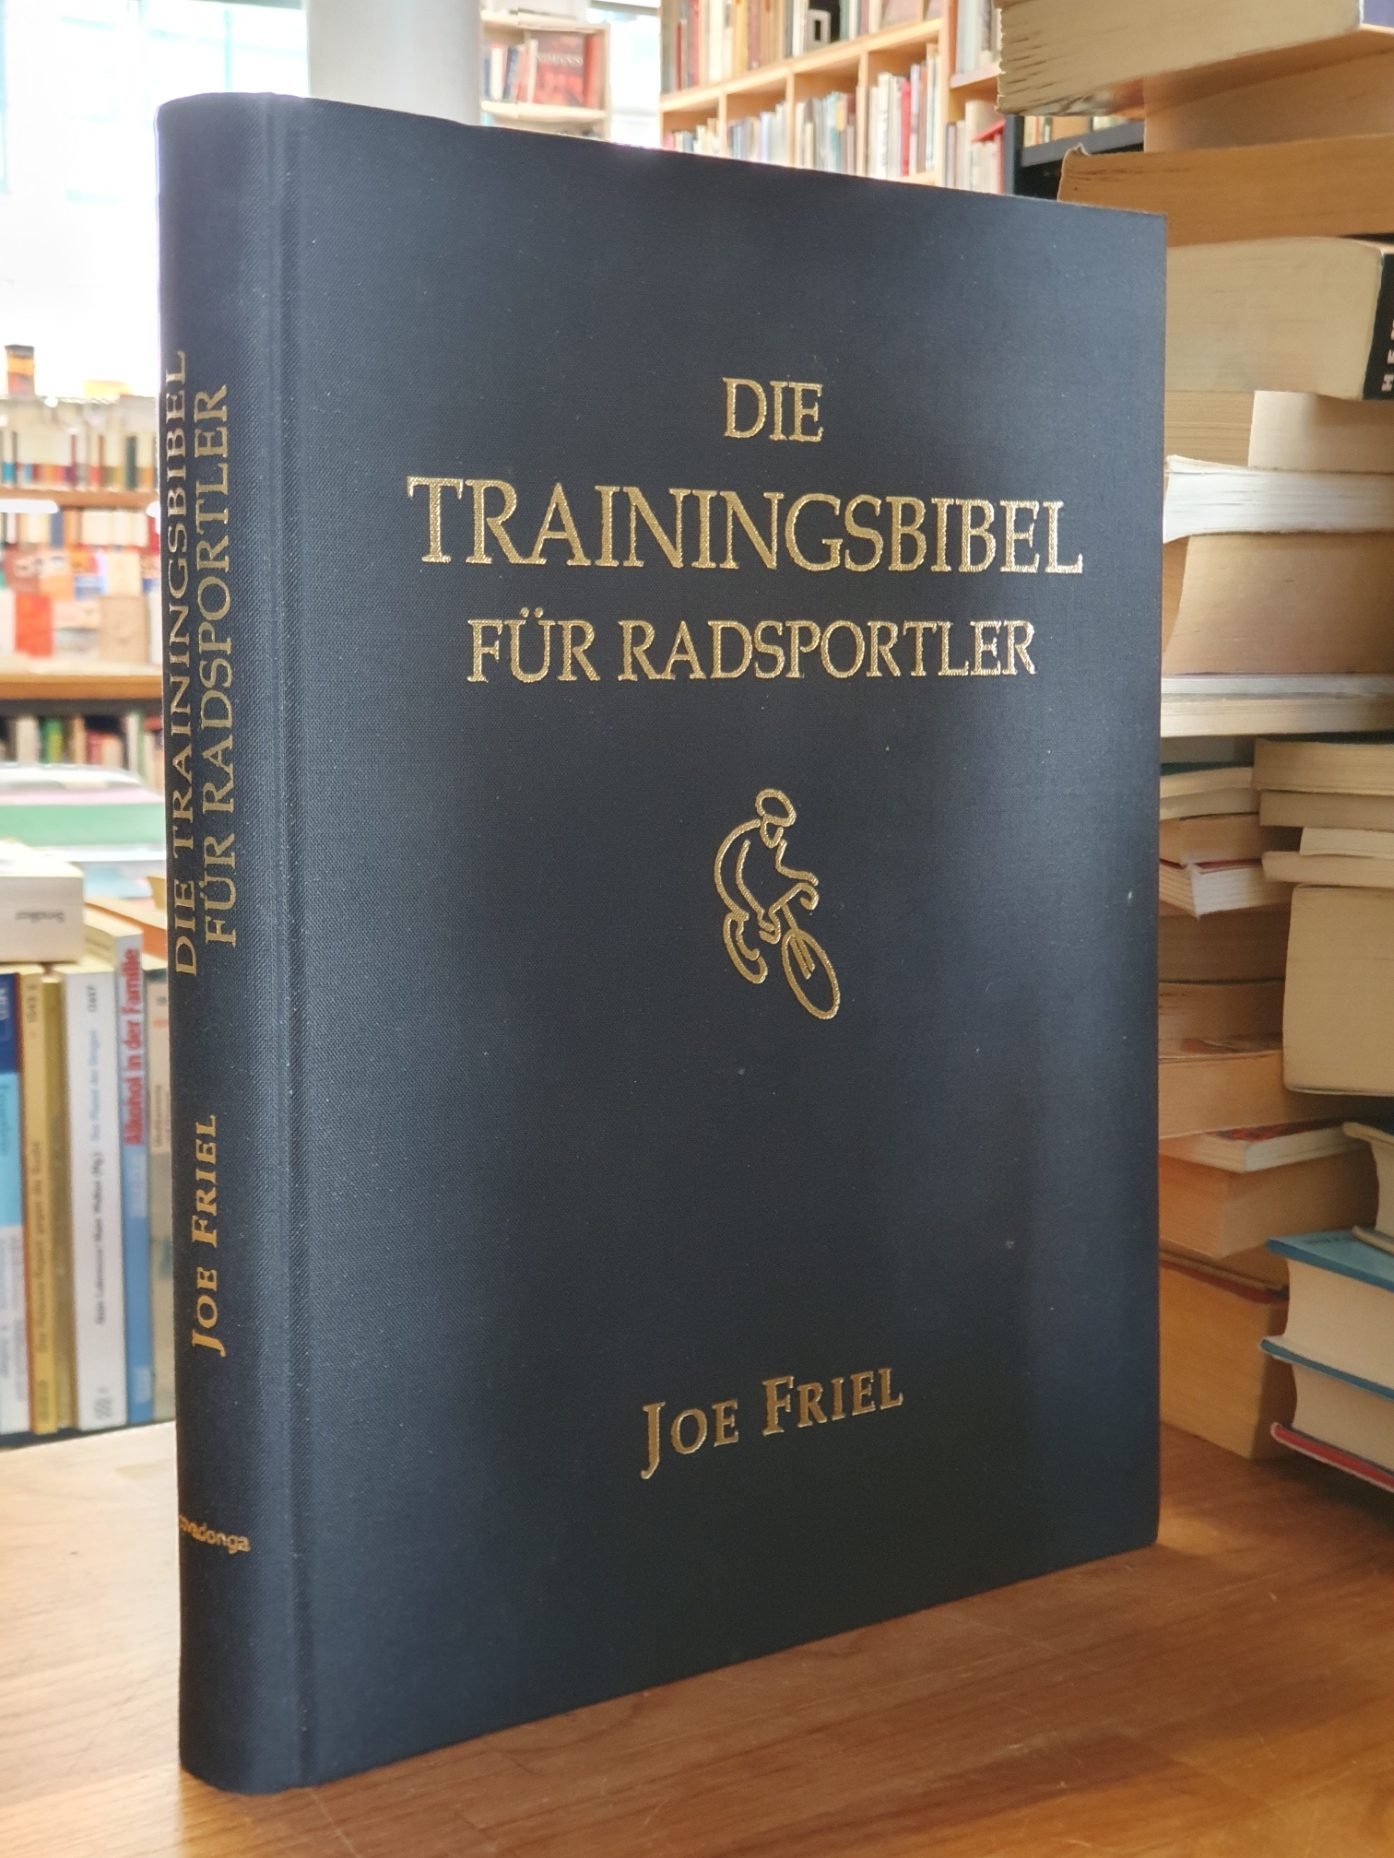 DIE
TRAININGSBIBEL
FÜR RADSPORTLER
JOE FRIEL
DIE TRAININGSBIBEL
FÜR RADSPORTLER
JOE FRIEL
Alkohol in der Familie